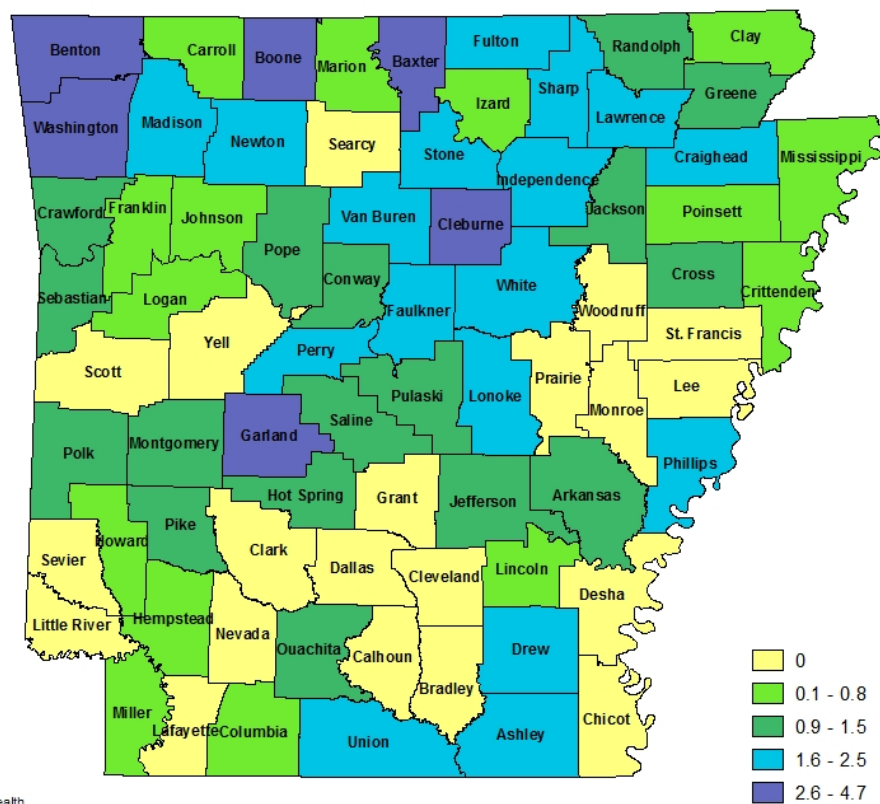 Benton
Carroll
Boone
Marion
Baxter
Fulton
Randolph
Clay
Washington
Madison
Newton
Searcy
Stone
Izard
Sharp
Lawrence
Greene
Craighead
Mississippi
Crawford
Franklin
Johnson
Pope
Van Buren
Cleburne
Independence
Jackson
Poinsett
Sebastian
Logan
Conway
Faulkner
White
Woodruff
Cross
Crittenden
Scott
Yell
Perry
Pulaski
Lonoke
Prairie
Monroe
St. Francis
Lee
Polk
Montgomery
Garland
Saline
Hot Spring
Grant
Jefferson
Arkansas
Phillips
Sevier
Howard
Pike
Clark
Dallas
Cleveland
Lincoln
Desha
Little River
Hempstead
Nevada
Ouachita
Calhoun
Bradley
Drew
Miller
Lafayette
Columbia
Union
Ashley
Chicot
0
0.1 - 0.8
0.9 - 1.5
1.6 - 2.5
2.6 - 4.7